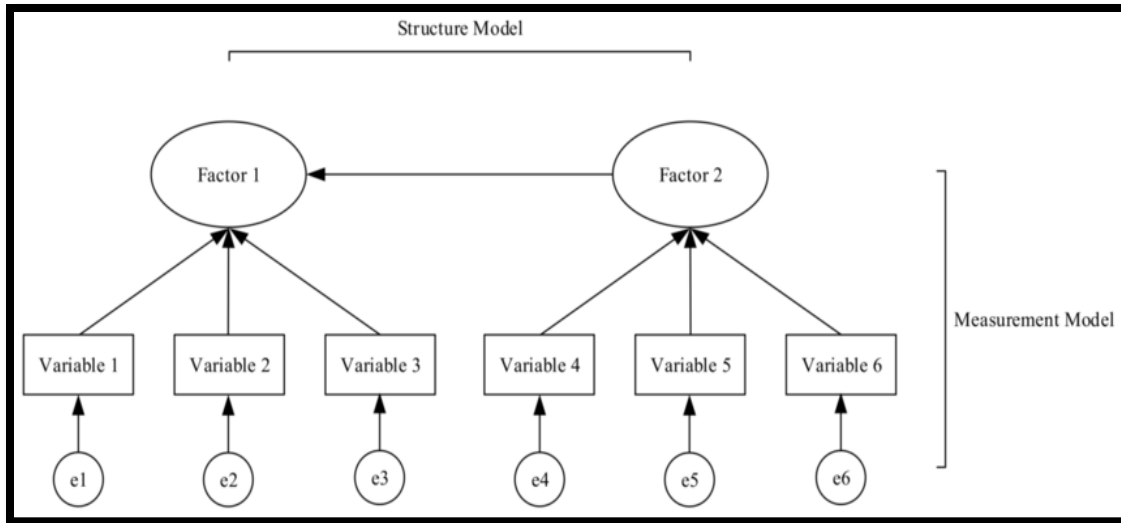 Structure Model
Factor 1
Factor 2
Measurement Model
Variable 1
Variable 2
Variable 3
Variable 4
Variable 5
Variable 6
e1
e2
e3
e4
e5
e6